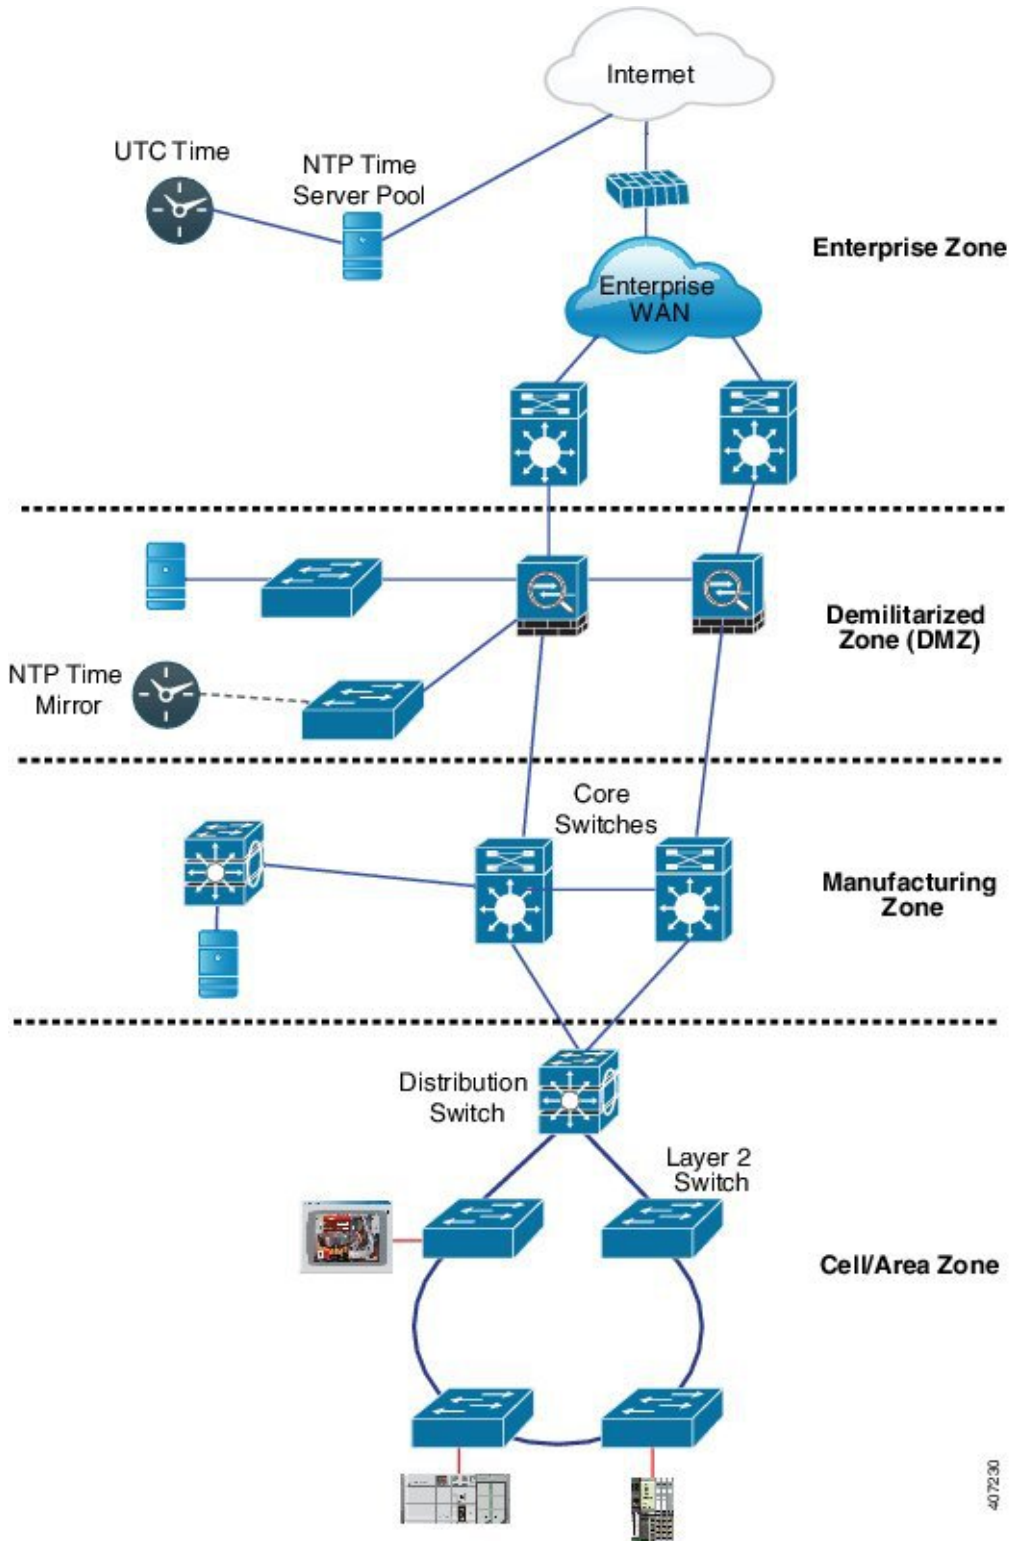 Internet
UTC Time
NTP Time
Server Pool
Enterprise Zone
Enterprise
WAN
Demilitarized
Zone (DMZ)
NTP Time
Mirror
Core
Switches
Manufacturing
Zone
Distribution
Switch
Layer 2
Switch
Cell/Area Zone
407230